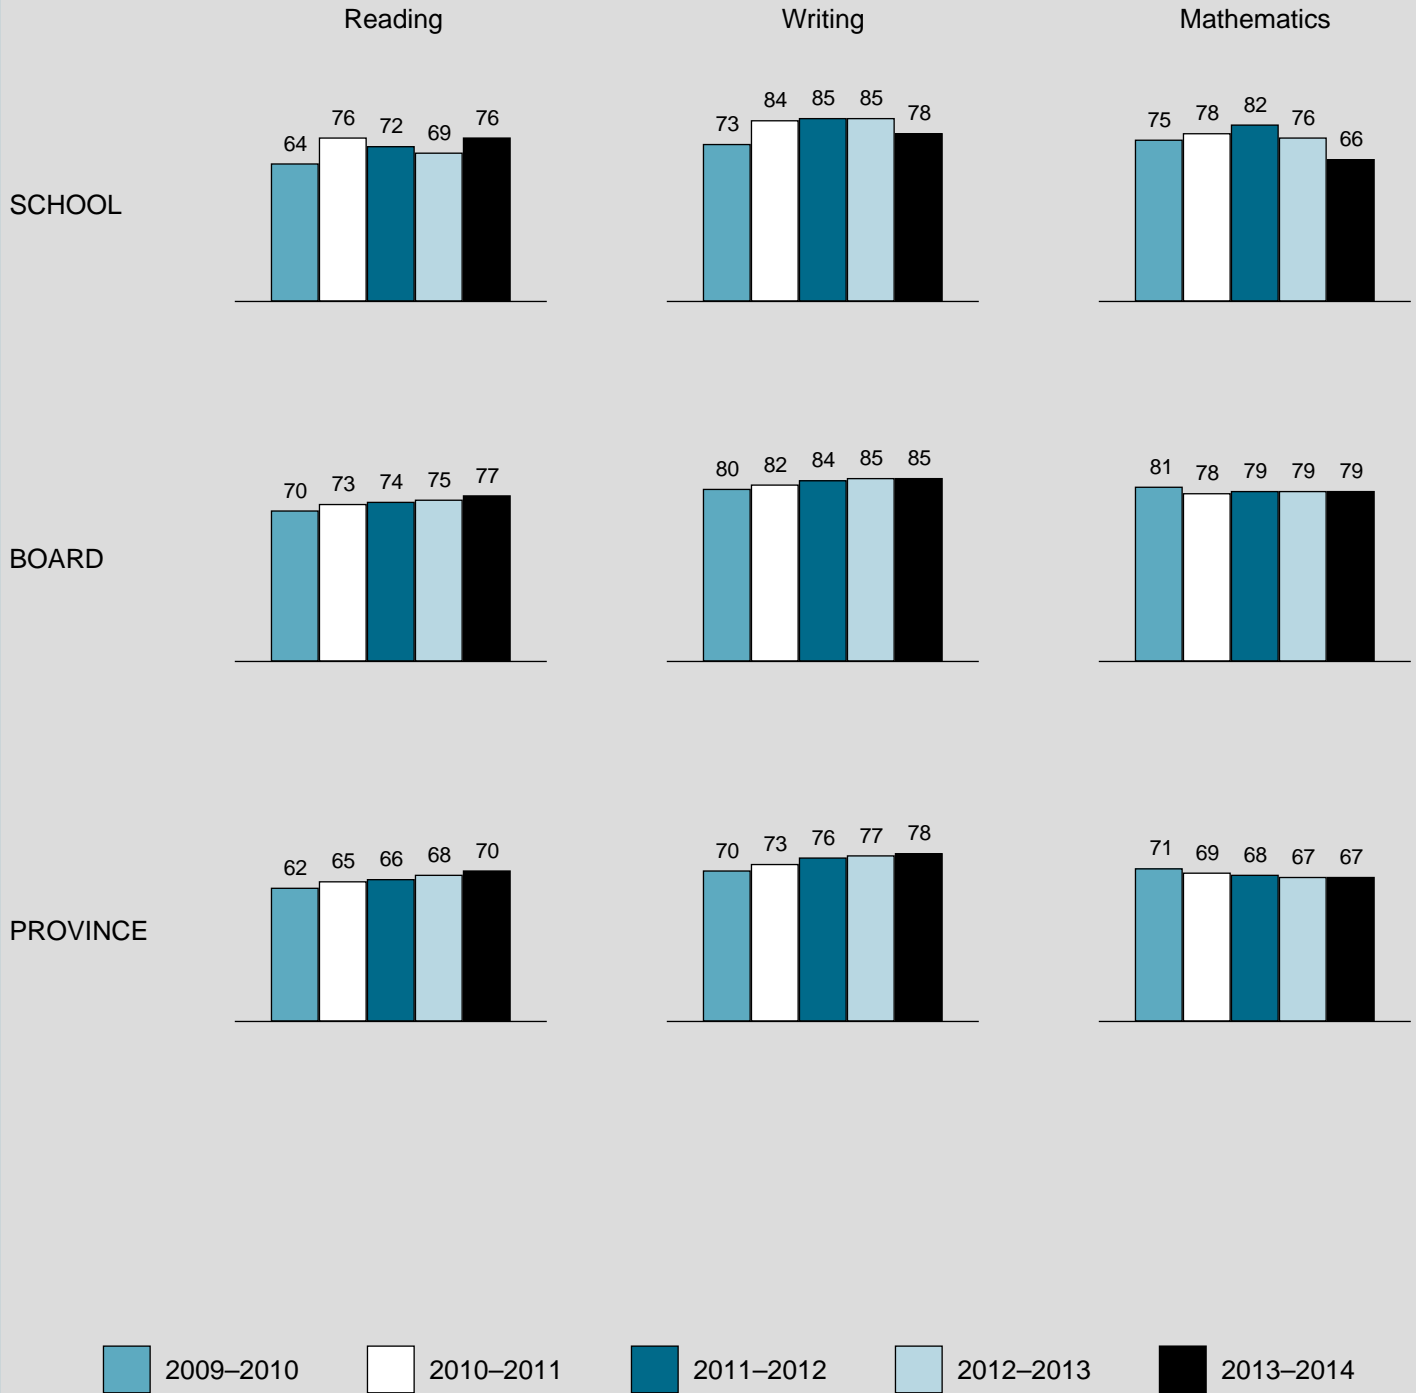 Reading Writing Mathematics
64 76 72 69 76 73 84 85 85 78 75 78 82 76 66
SCHOOL
70 73 74 75 77 80 82 84 85 85 81 78 79 79 79
BOARD
62 65 66 68 70 70 73 76 77 78 71 69 68 67 67
PROVINCE
2009–2010 2010–2011 2011–2012 2012–2013 2013–2014